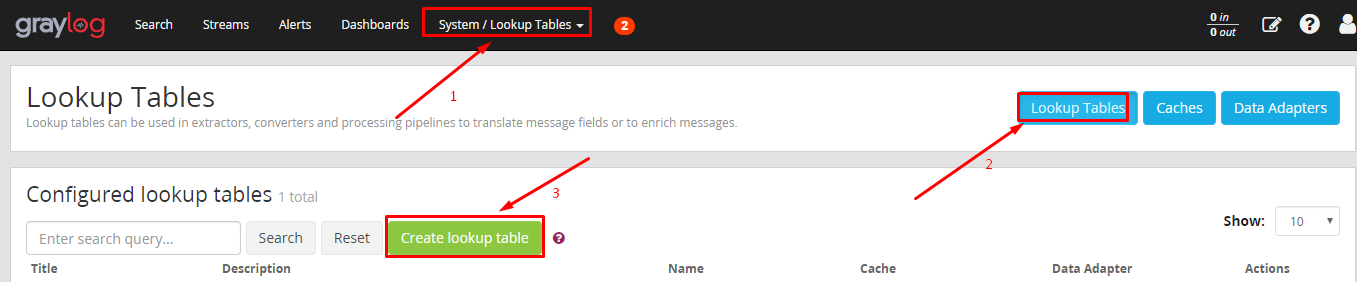 graylog Search Streams Alerts Dashboards System / Lookup Tables 2 0 in
0 out
1
Lookup Tables Lookup Tables Caches Data Adapters
Lookup tables can be used in extractors, converters and processing pipelines to translate message fields or to enrich messages.
2
3
Configured lookup tables 1 total
Show: 10
Enter search query... Search Reset Create lookup table ?
Title Description Name Cache Data Adapter Actions